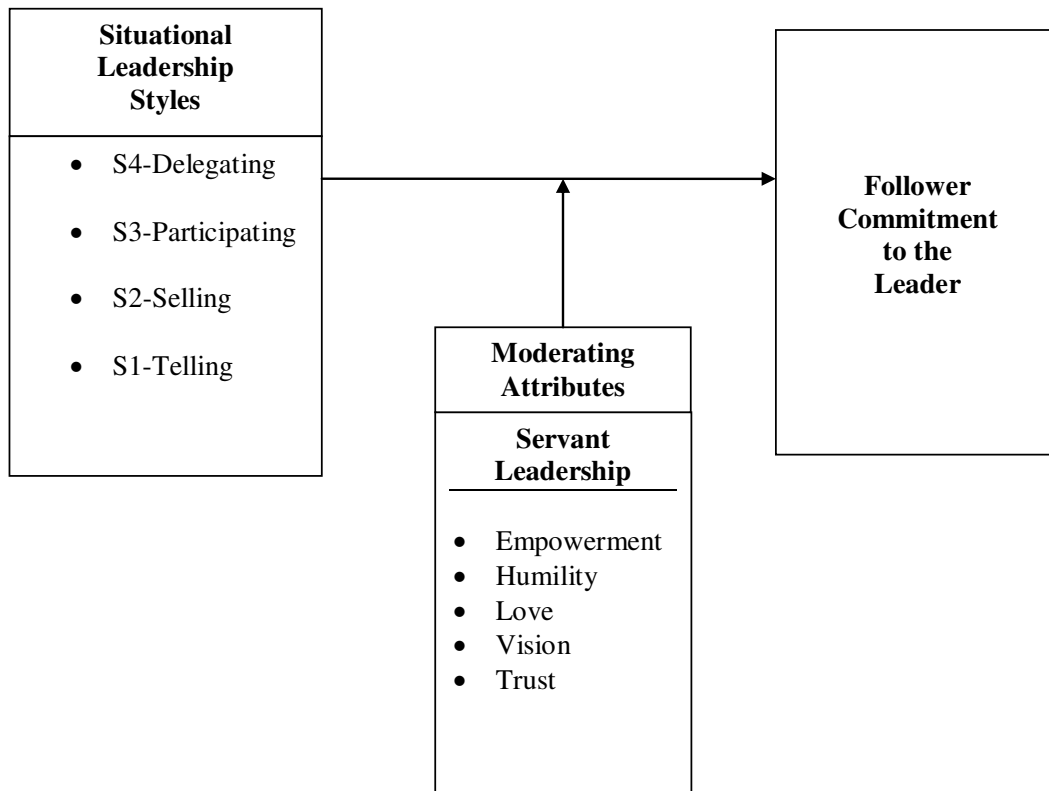 Situational
Leadership
Styles
• S4-Delegating
• S3-Participating
• S2-Selling
• S1-Telling
Follower
Commitment
to the
Leader
Moderating
Attributes
Servant
Leadership
• Empowerment
• Humility
• Love
• Vision
• Trust